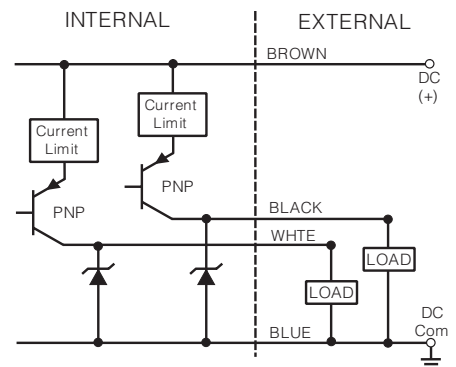 INTERNAL
EXTERNAL
BROWN
DC
(+)
Current
Limit
Current
Limit
PNP
PNP
BLACK
WHTE
LOAD
LOAD
DC
Com
BLUE